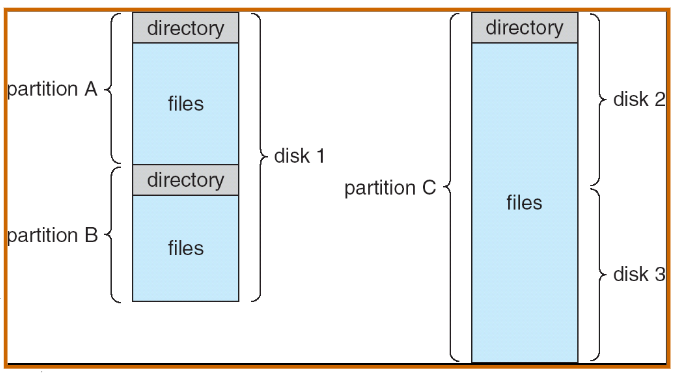 directory
partition A
files
disk 1
directory
partition B
files
directory
disk 2
partition C
files
disk 3